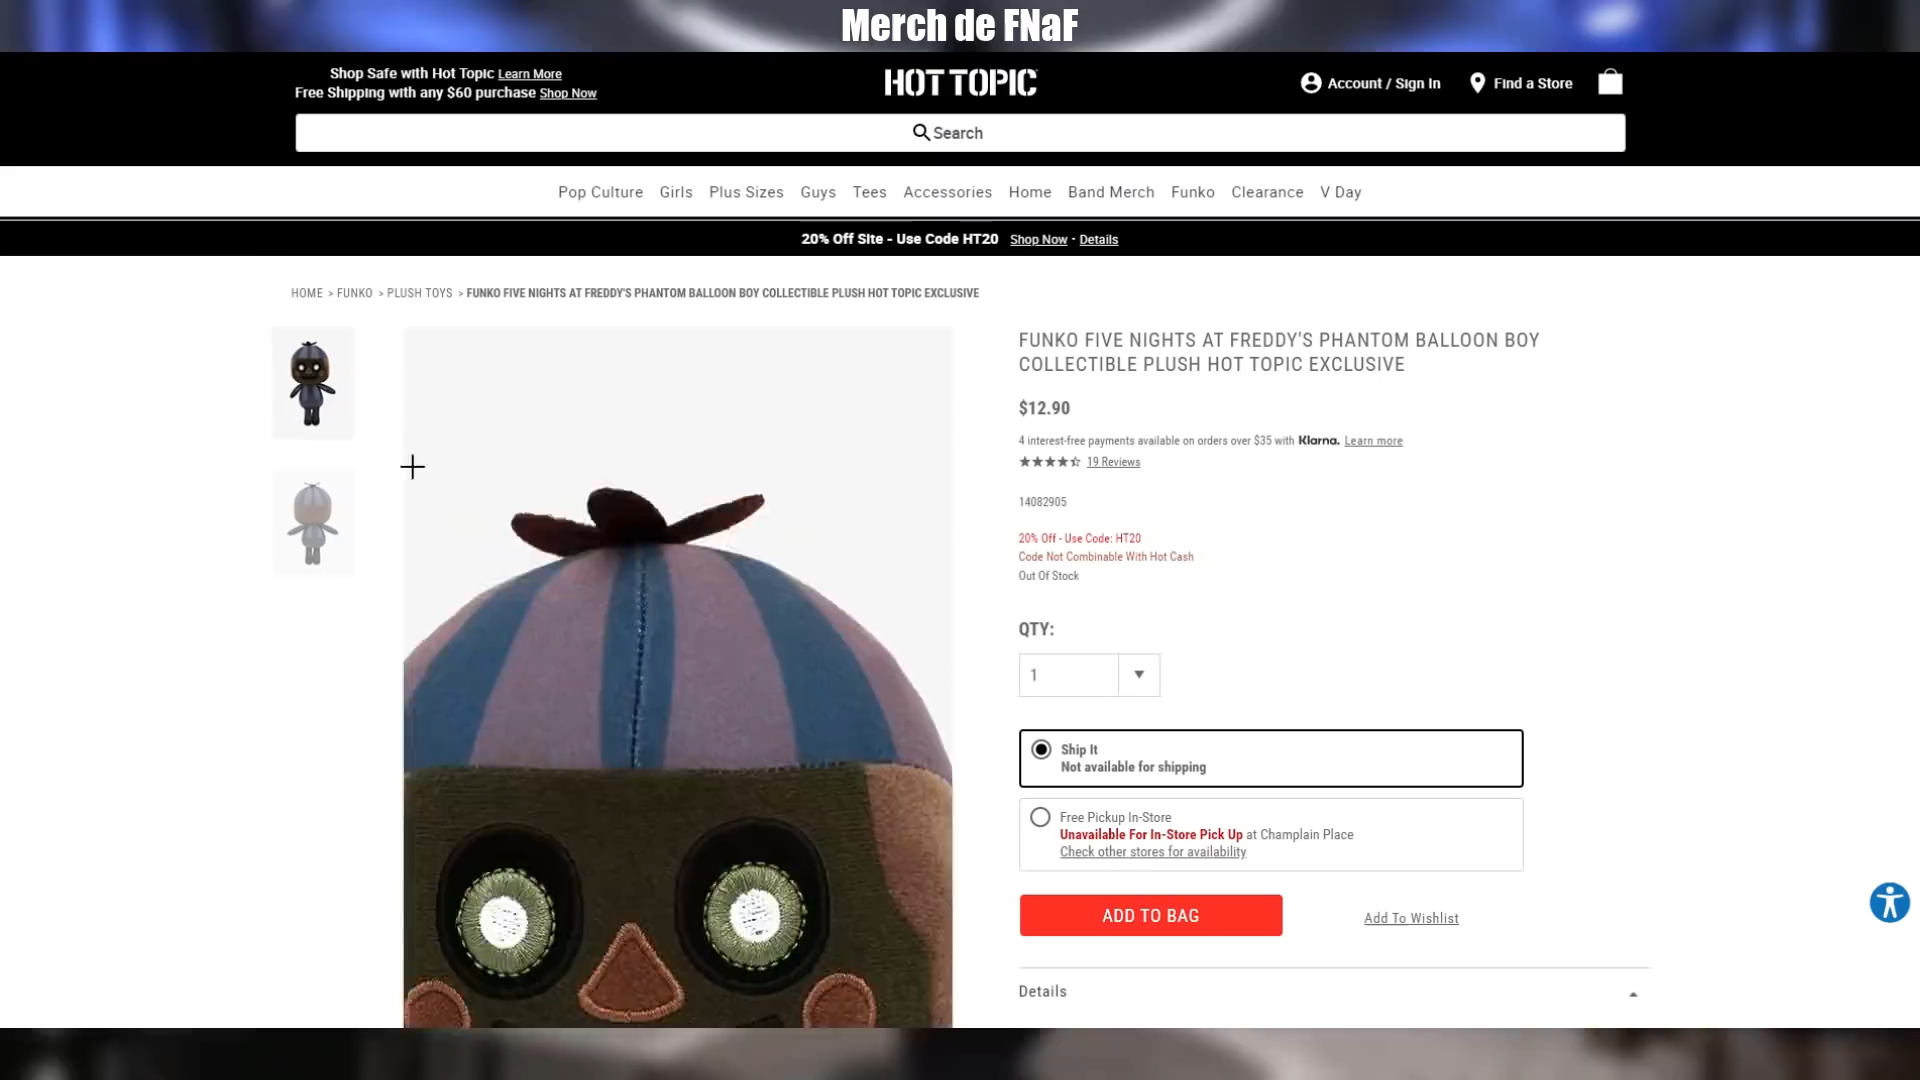 Merch de FNaF
Shop Safe with Hot Topic Learn More
Free Shipping with any $60 purchase Shop Now
HOT TOPIC
Account / Sign In
Find a Store
Search
Pop Culture Girls Plus Sizes Guys Tees Accessories Home Band Merch Funko Clearance V Day
20% Off Site - Use Code HT20 Shop Now - Details
HOME > FUNKO > PLUSH TOYS > FUNKO FIVE NIGHTS AT FREDDY'S PHANTOM BALLOON BOY COLLECTIBLE PLUSH HOT TOPIC EXCLUSIVE
FUNKO FIVE NIGHTS AT FREDDY'S PHANTOM BALLOON BOY
COLLECTIBLE PLUSH HOT TOPIC EXCLUSIVE
$12.90
4 interest-free payments available on orders over $35 with Klarna. Learn more
19 Reviews
14082905
20% Off - Use Code: HT20
Code Not Combinable With Hot Cash
Out Of Stock
QTY:
1
Ship It
Not available for shipping
Free Pickup In-Store
Unavailable For In-Store Pick Up at Champlain Place
Check other stores for availability
ADD TO BAG
Add To Wishlist
Details